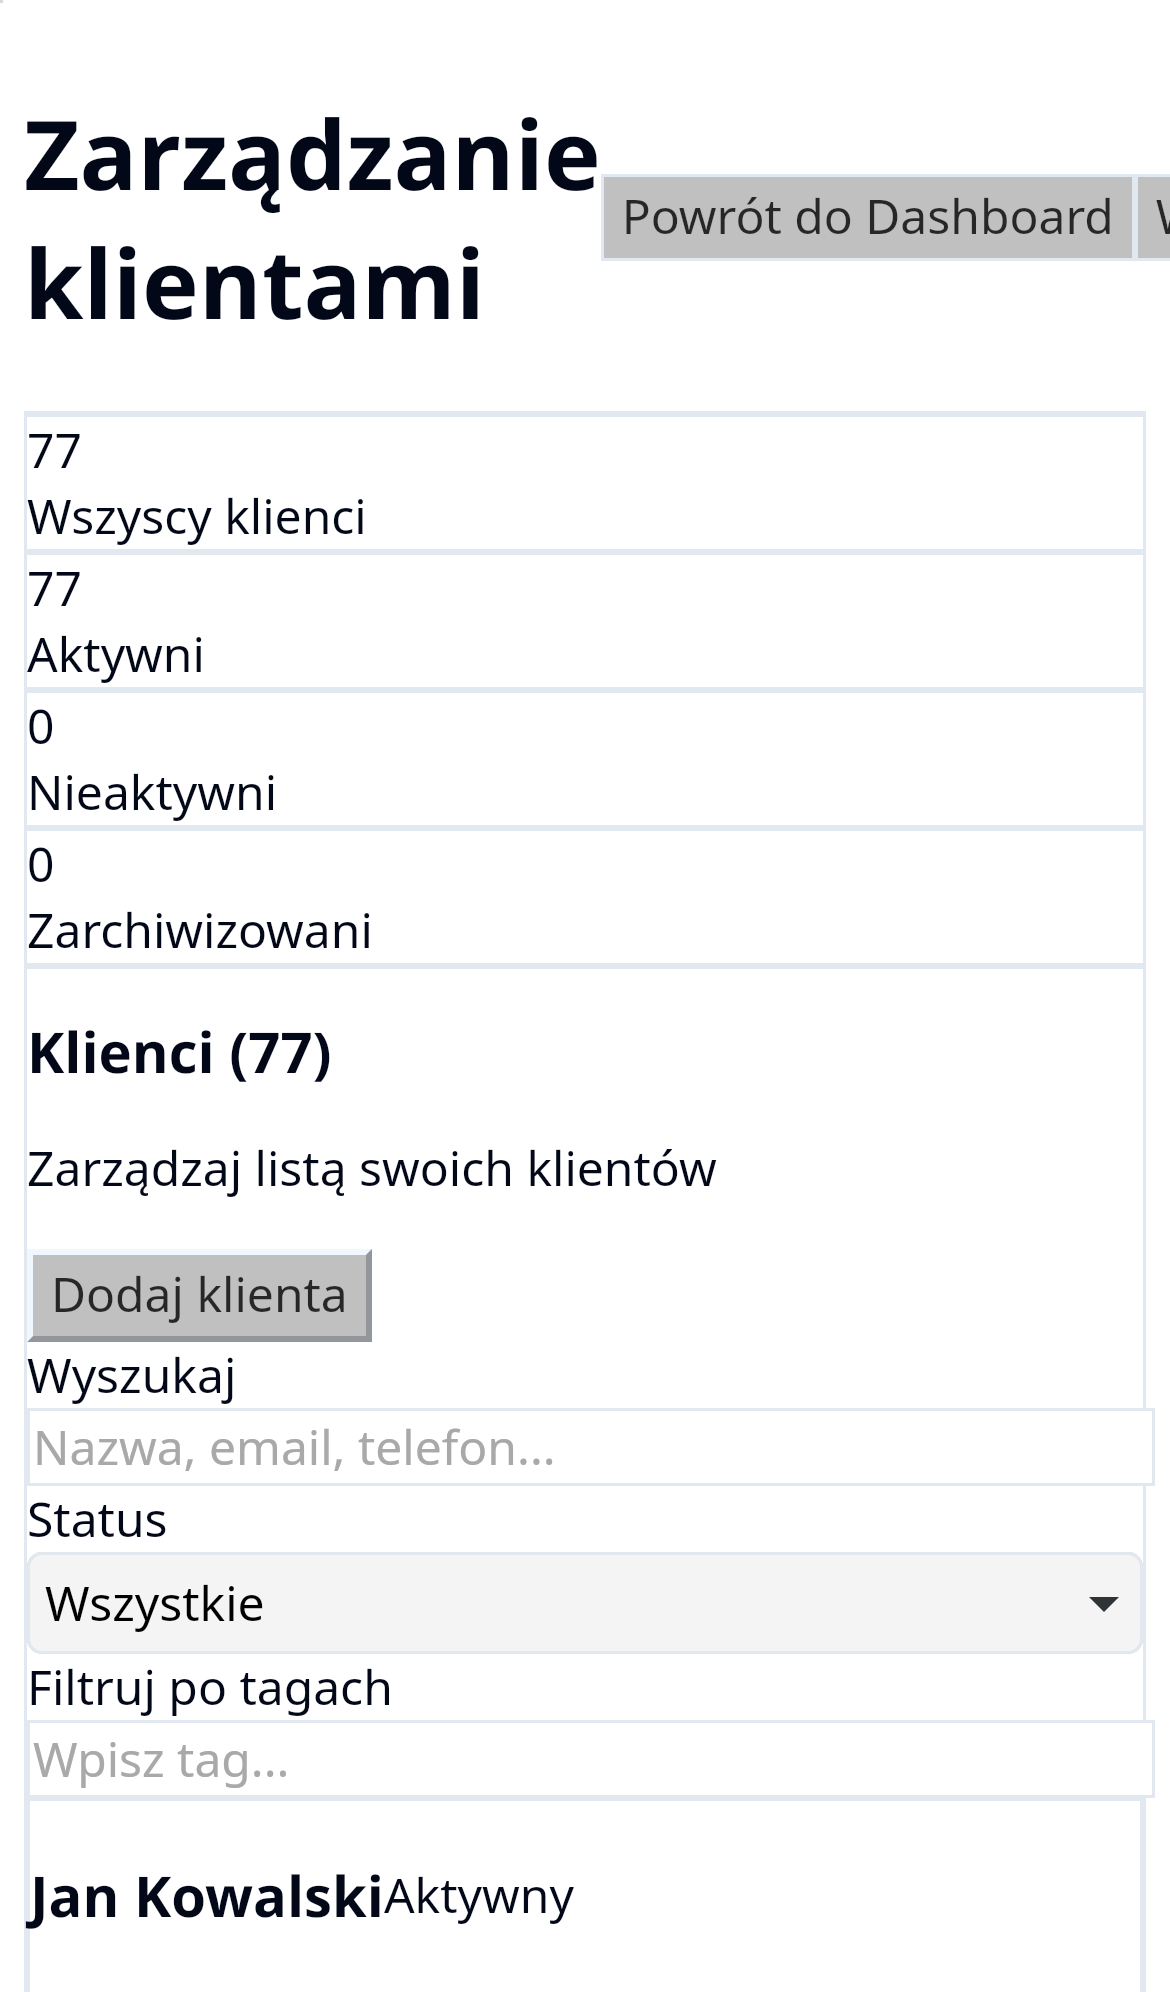 Zarządzanie
klientami
Powrót do Dashboard
77
Wszyscy klienci
77
Aktywni
0
Nieaktywni
0
Zarchiwizowani
Klienci (77)
Zarządzaj listą swoich klientów
Dodaj klienta
Wyszukaj
Nazwa, email, telefon...
Status
Wszystkie
Filtruj po tagach
Wpisz tag...
Jan Kowalski Aktywny